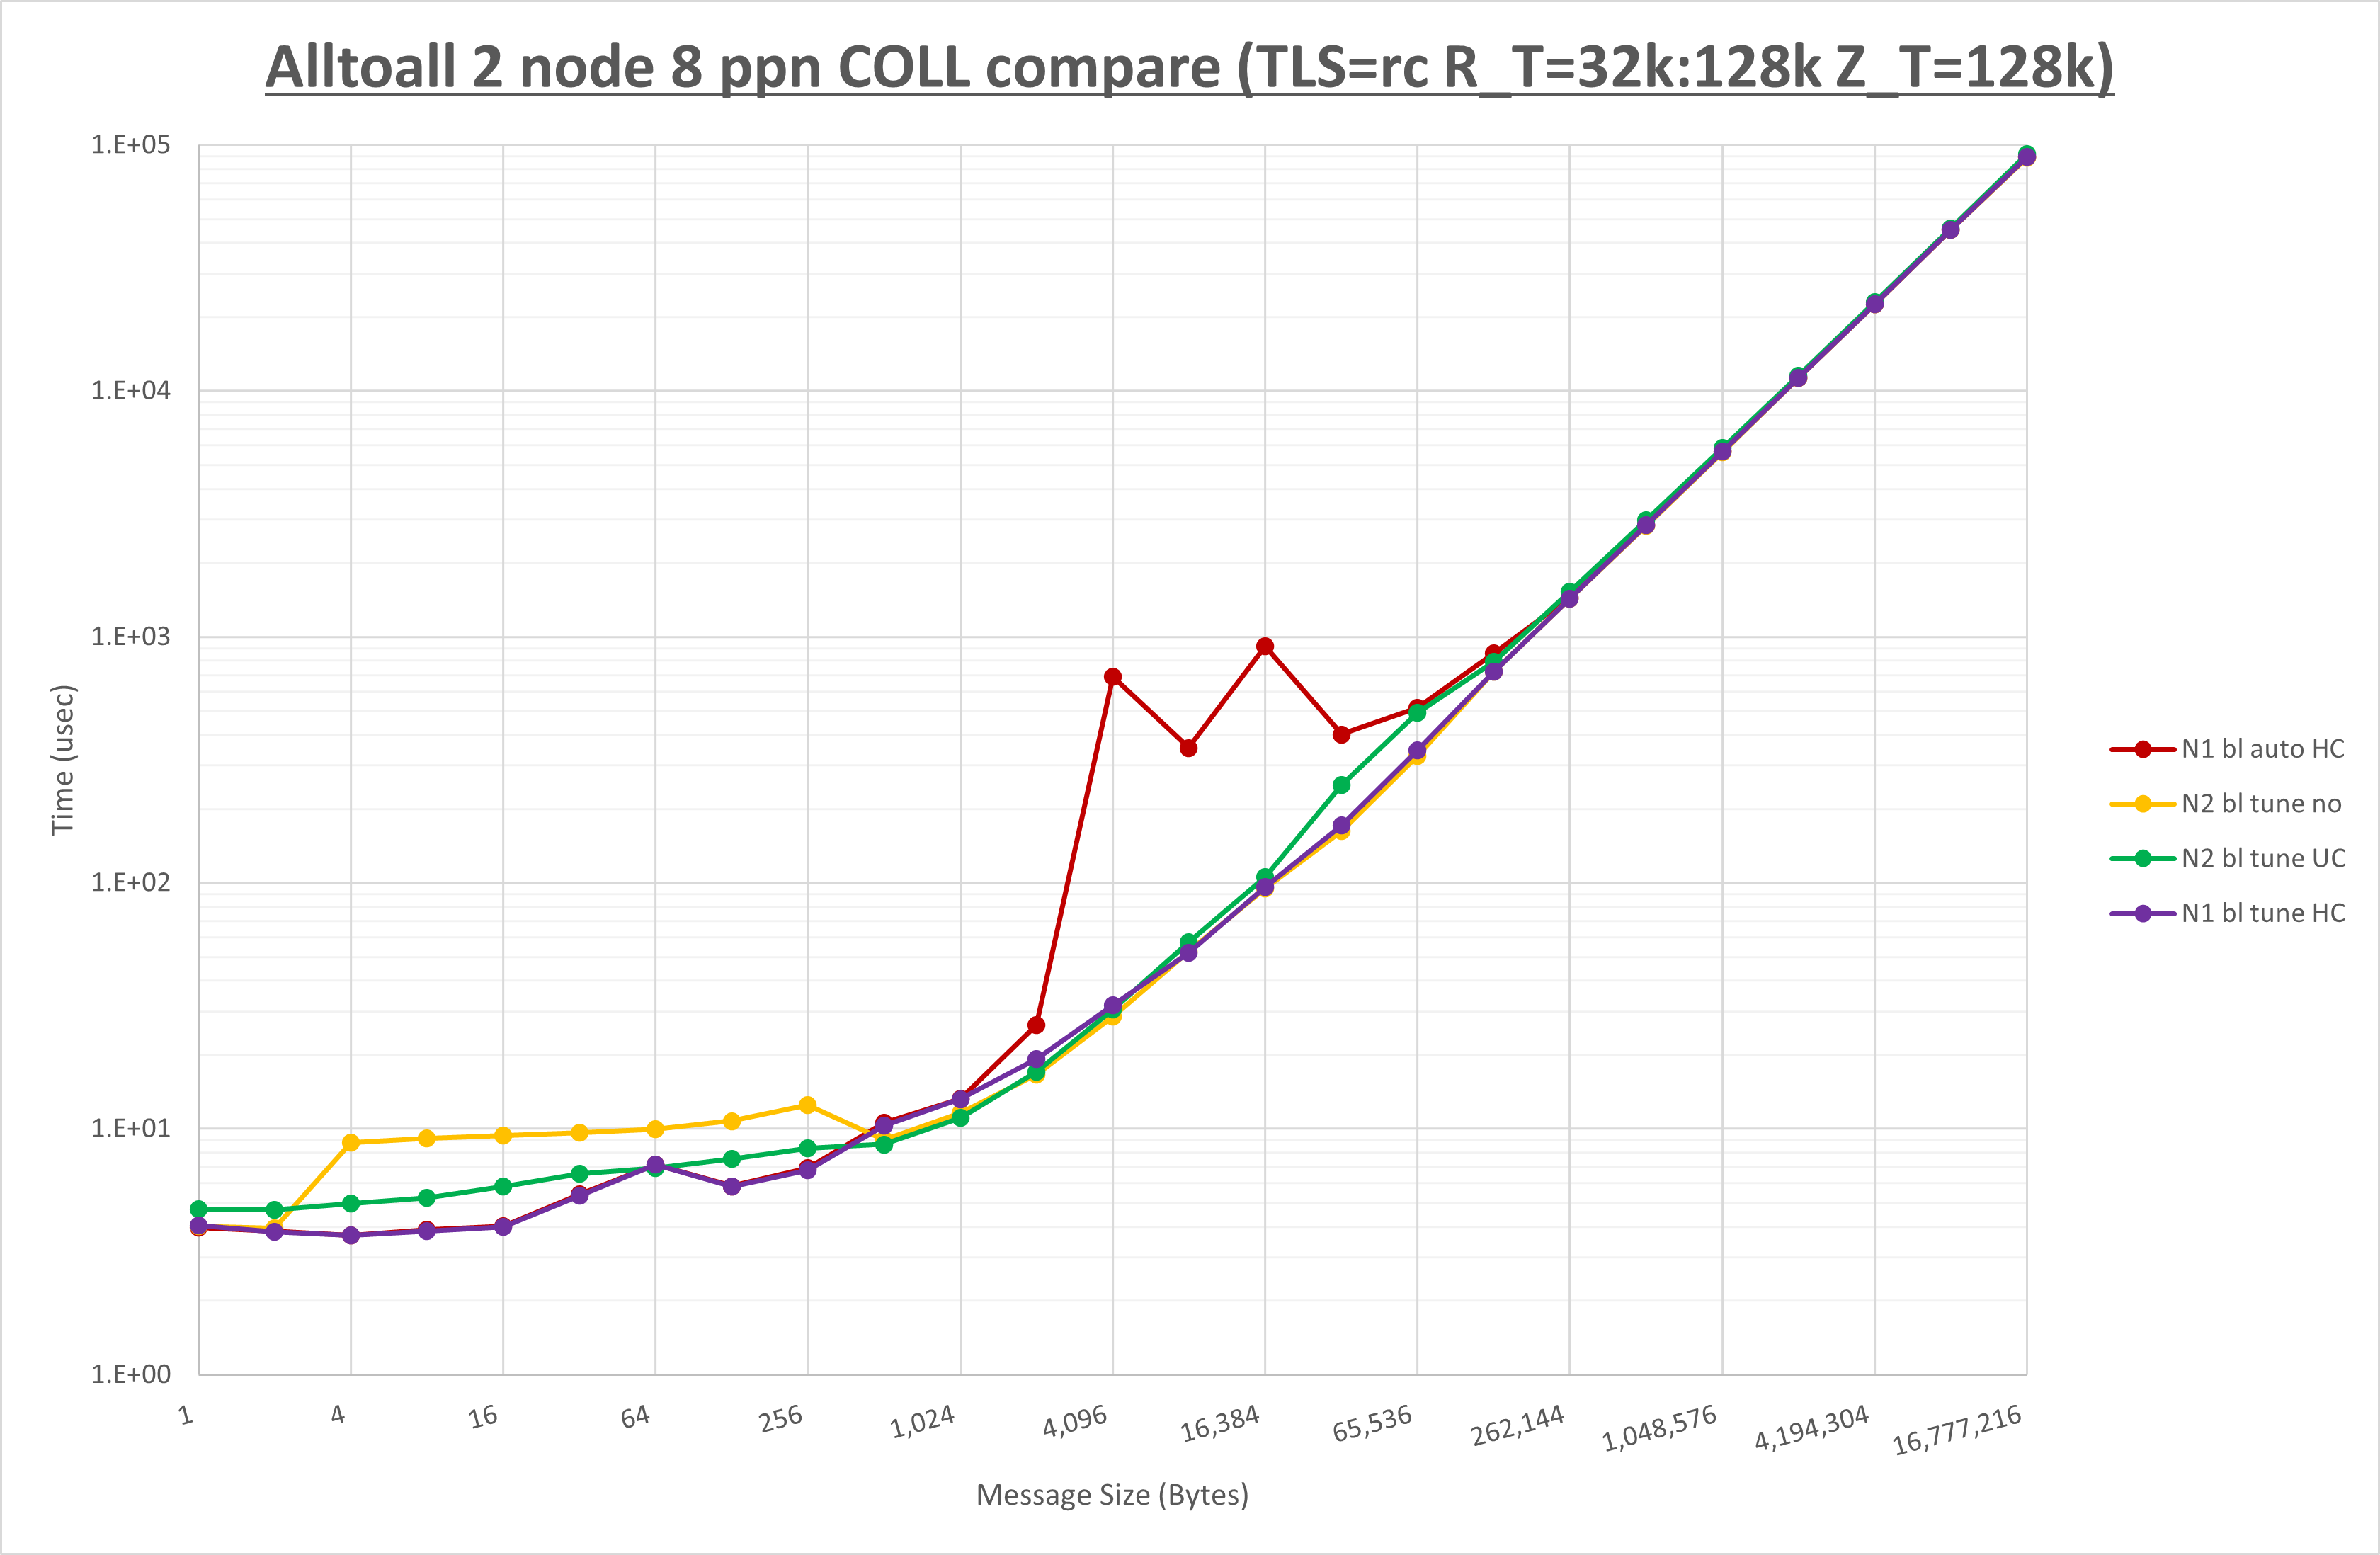 Alltoall 2 node 8 ppn COLL compare (TLS=rc R_T=32k:128k Z_T=128k)
1.E+05
1.E+04
1.E+03
1.E+02
1.E+01
1.E+00
Time (usec)
1
4
16
64
256
1,024
4,096
16,384
65,536
262,144
1,048,576
4,194,304
16,777,216
Message Size (Bytes)
N1 bl auto HC
N2 bl tune no
N2 bl tune UC
N1 bl tune HC